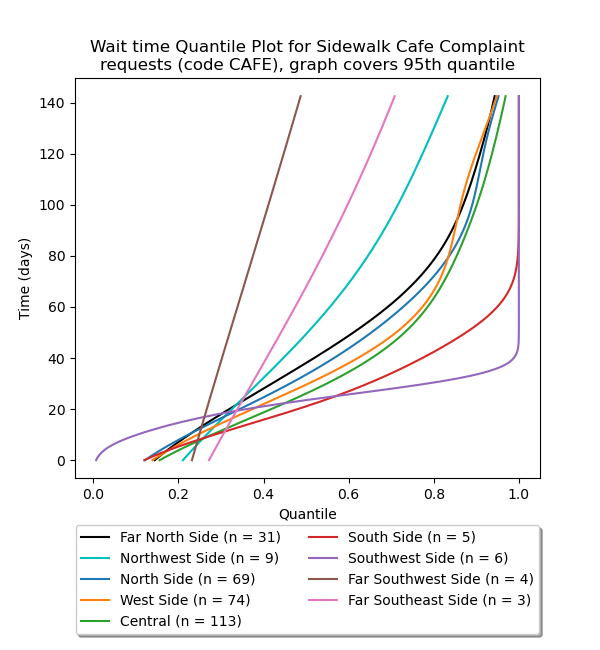 Wait time Quantile Plot for Sidewalk Cafe Complaint
requests (code CAFE), graph covers 95th quantile
140
120
100
80
60
40
20
0
Time (days)
0.0 0.2 0.4 0.6 0.8 1.0
Quantile
Far North Side (n = 31)
Northwest Side (n = 9)
North Side (n = 69)
West Side (n = 74)
Central (n = 113)
South Side (n = 5)
Southwest Side (n = 6)
Far Southwest Side (n = 4)
Far Southeast Side (n = 3)